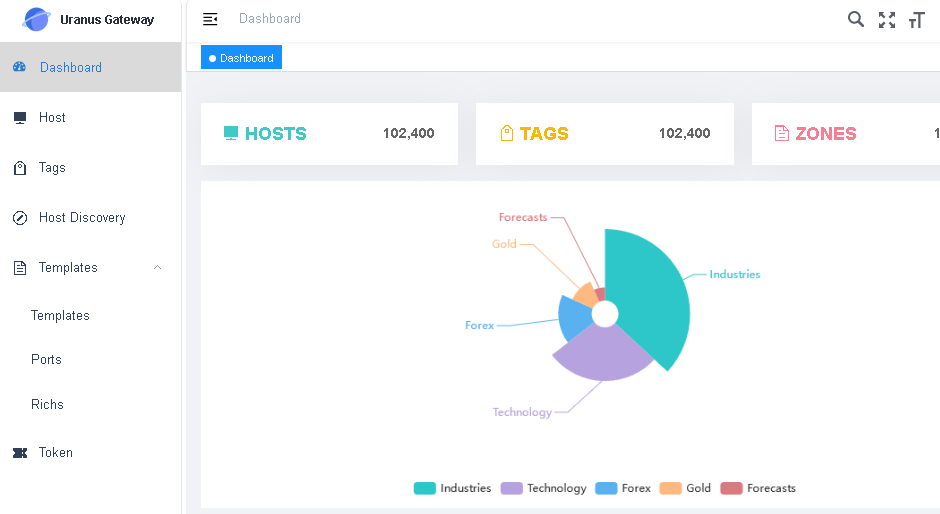 Uranus Gateway
Dashboard
Dashboard
Dashboard
Host
Tags
Host Discovery
Templates
Templates
Ports
Richs
Token
HOSTS 102,400
TAGS 102,400
ZONES
Forecasts
Gold
Industries
Forex
Technology
Industries Technology Forex Gold Forecasts